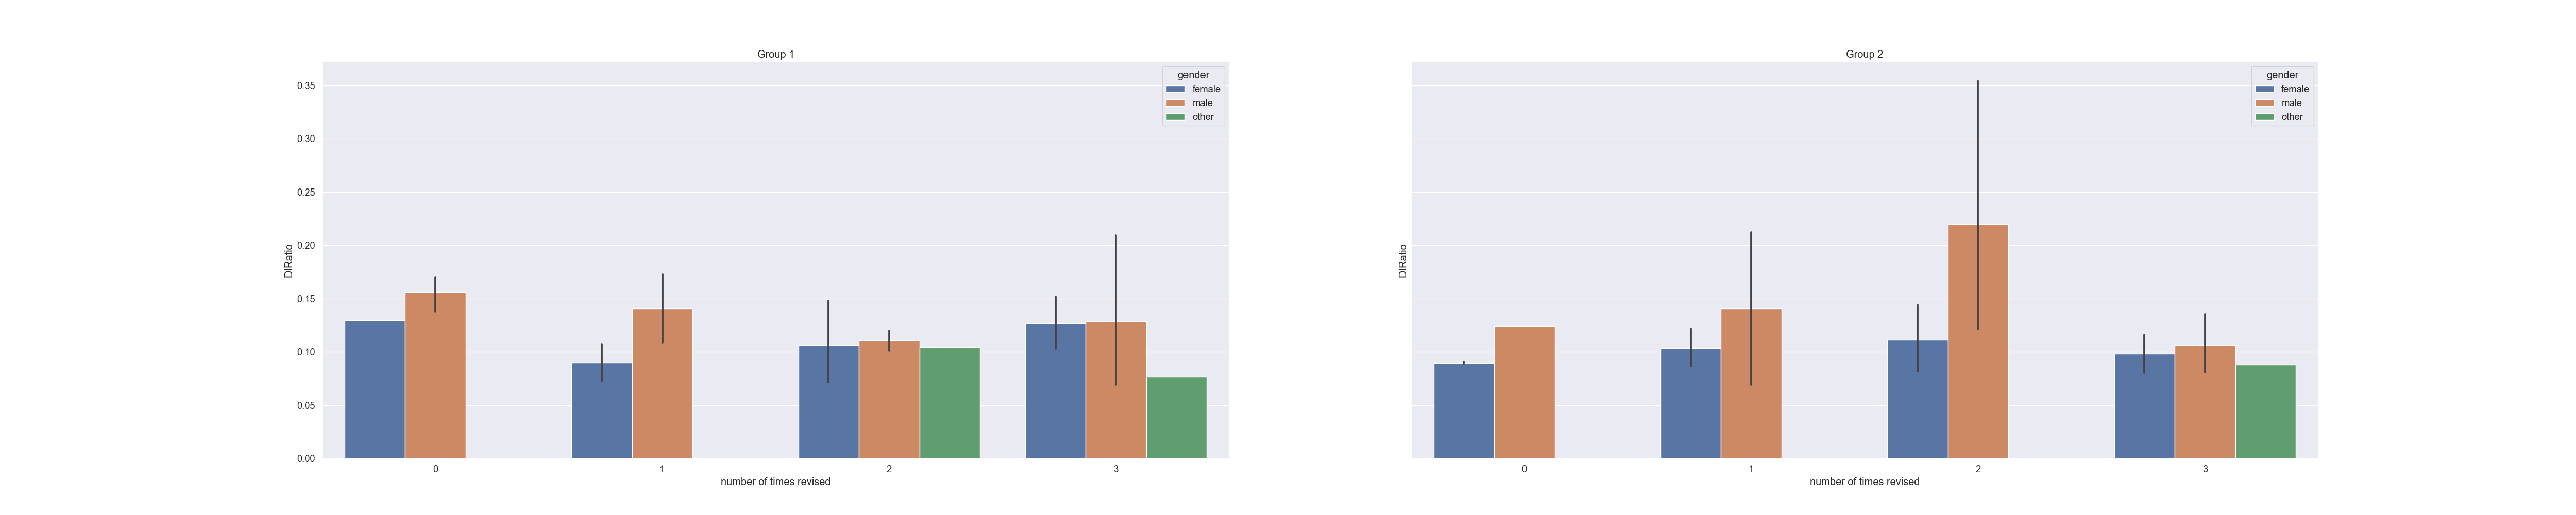 Group 1
gender
female
male
other
0.35
0.30
0.25
0.20
0.15
0.10
0.05
0.00
DIRatio
0 1 2 3
number of times revised
Group 2
gender
female
male
other
DIRatio
0 1 2 3
number of times revised